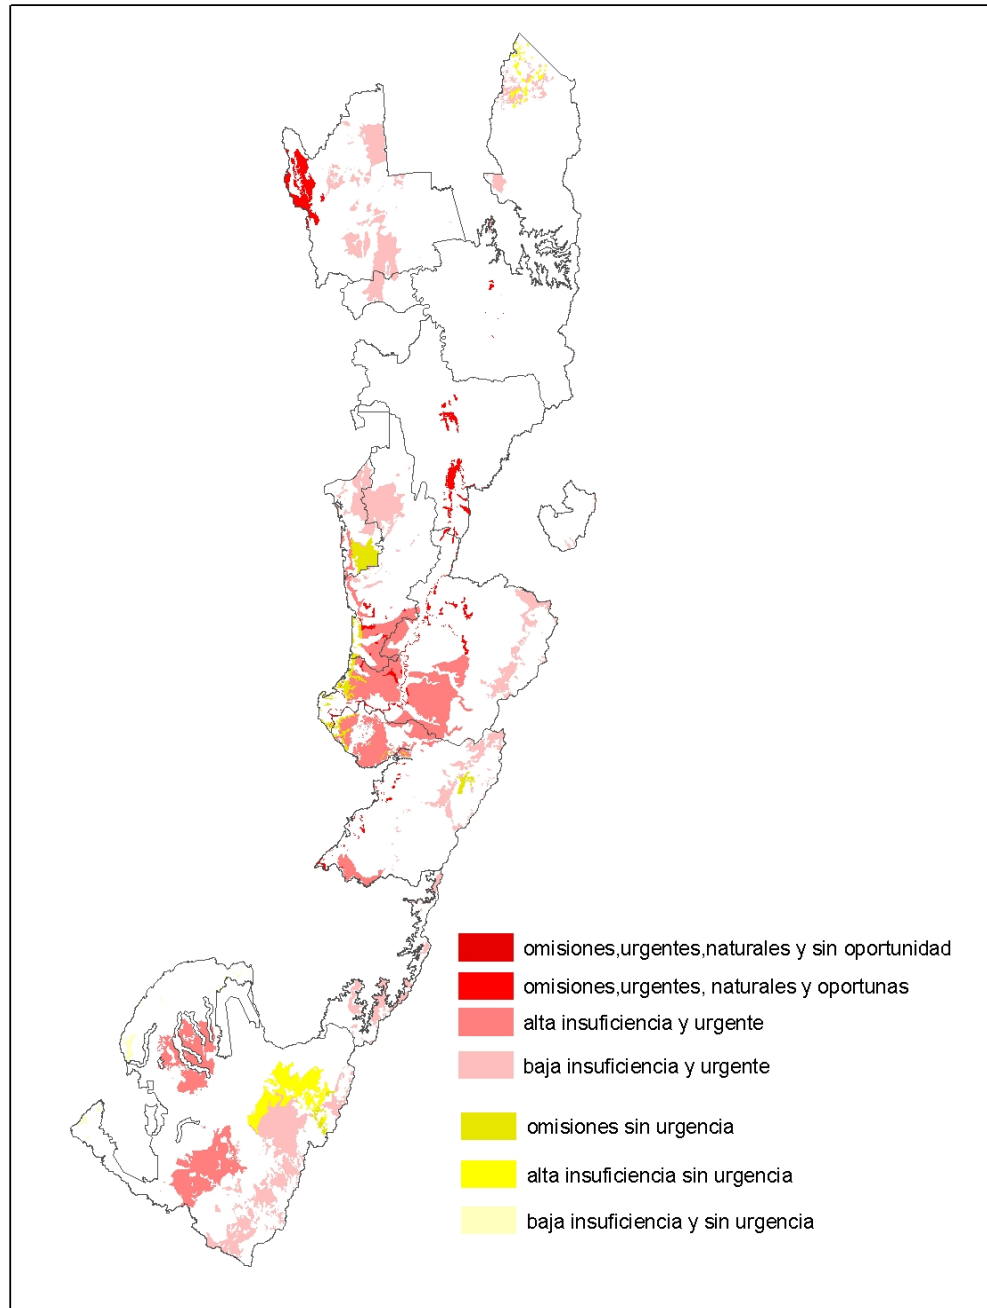 omisiones,urgentes,naturales y sin oportunidad
omisiones,urgentes, naturales y oportunas
alta insuficiencia y urgente
baja insuficiencia y urgente
omisiones sin urgencia
alta insuficiencia sin urgencia
baja insuficiencia y sin urgencia